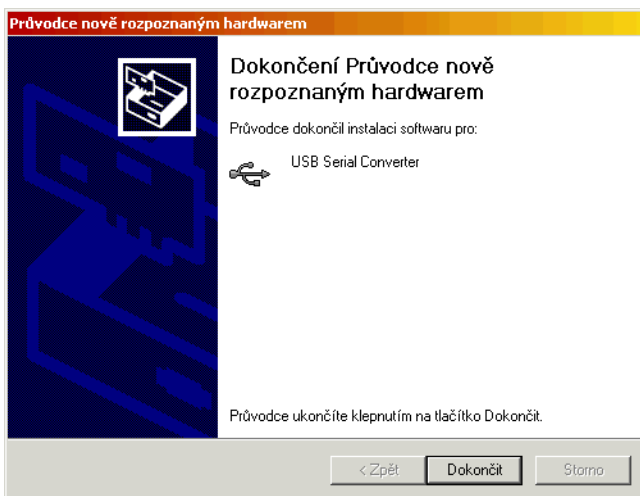 Průvodce nově rozpoznaným hardwarem
Dokončení Průvodce nově
rozpoznaným hardwarem
Průvodce dokončil instalaci softwaru pro:
USB Serial Converter
Průvodce ukončíte klepnutím na tlačítko Dokončit.
< Zpět
Dokončit
Storno